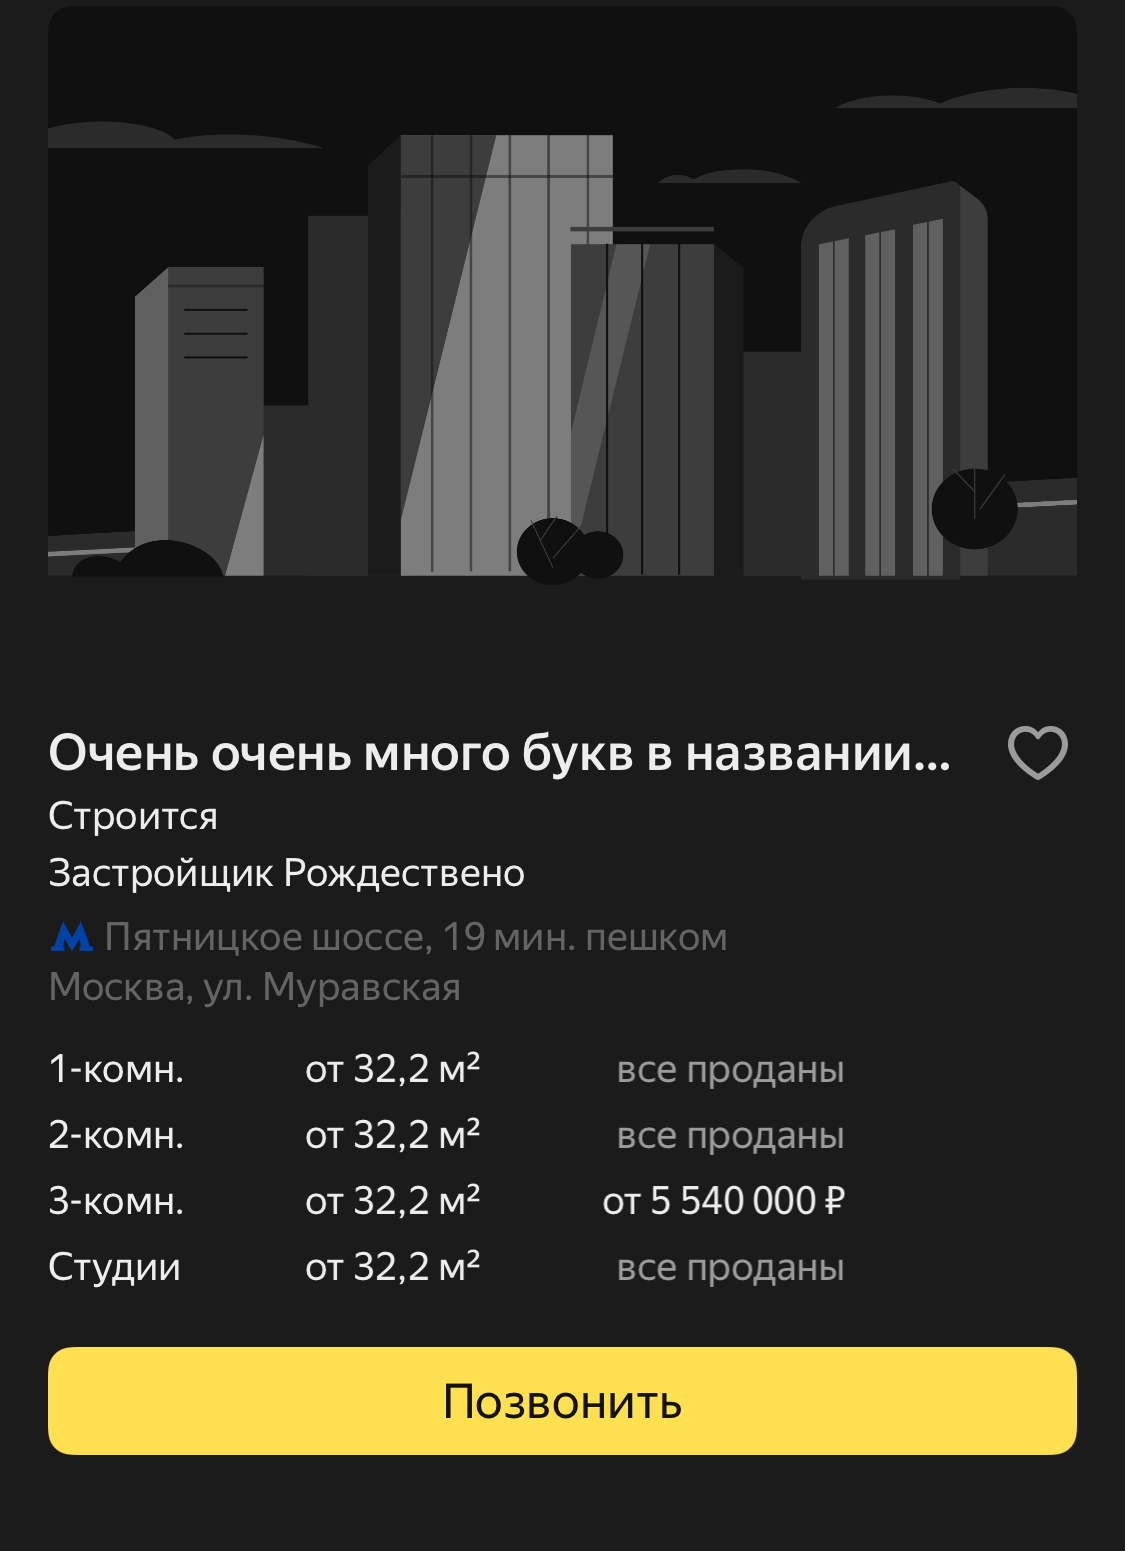 Очень очень много букв в названии...
Строится
Застройщик Рождествено
Пятницкое шоссе, 19 мин. пешком
Москва, ул. Муравская
1-комн. от 32,2 м² все проданы
2-комн. от 32,2 м² все проданы
3-комн. от 32,2 м² от 5 540 000 ₽
Студии от 32,2 м² все проданы
Позвонить